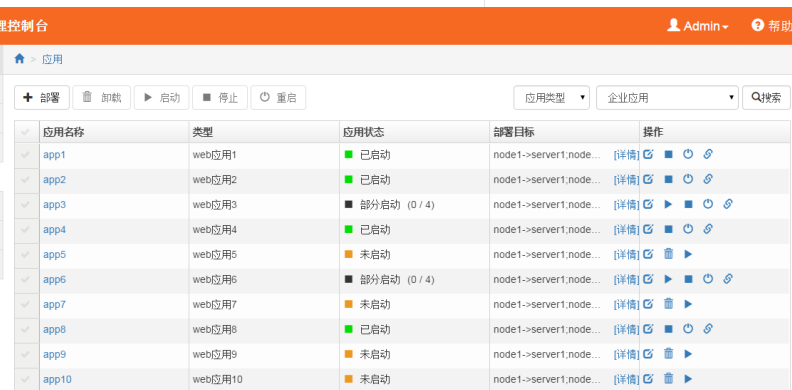 理控制台 Admin 帮助
> 应用
部署 卸载 启动 停止 重启 应用类型 企业应用 搜索
应用名称 类型 应用状态 部署目标 操作
app1 web应用1 已启动 node1->server1;node... [详情]
app2 web应用2 已启动 node1->server1;node... [详情]
app3 web应用3 部分启动 (0 / 4) node1->server1;node... [详情]
app4 web应用4 已启动 node1->server1;node... [详情]
app5 web应用5 未启动 node1->server1;node... [详情]
app6 web应用6 部分启动 (0 / 4) node1->server1;node... [详情]
app7 web应用7 未启动 node1->server1;node... [详情]
app8 web应用8 已启动 node1->server1;node... [详情]
app9 web应用9 未启动 node1->server1;node... [详情]
app10 web应用10 未启动 node1->server1;node... [详情]